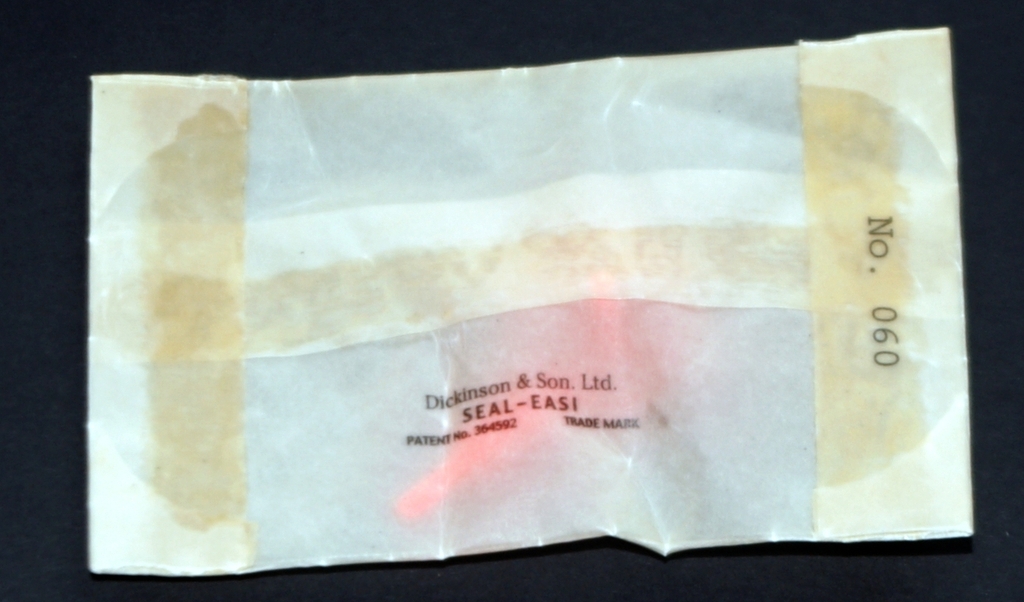 Dickinson & Son. Ltd.
SEAL-EASI
PATENT No. 364592 TRADE MARK
No. 060